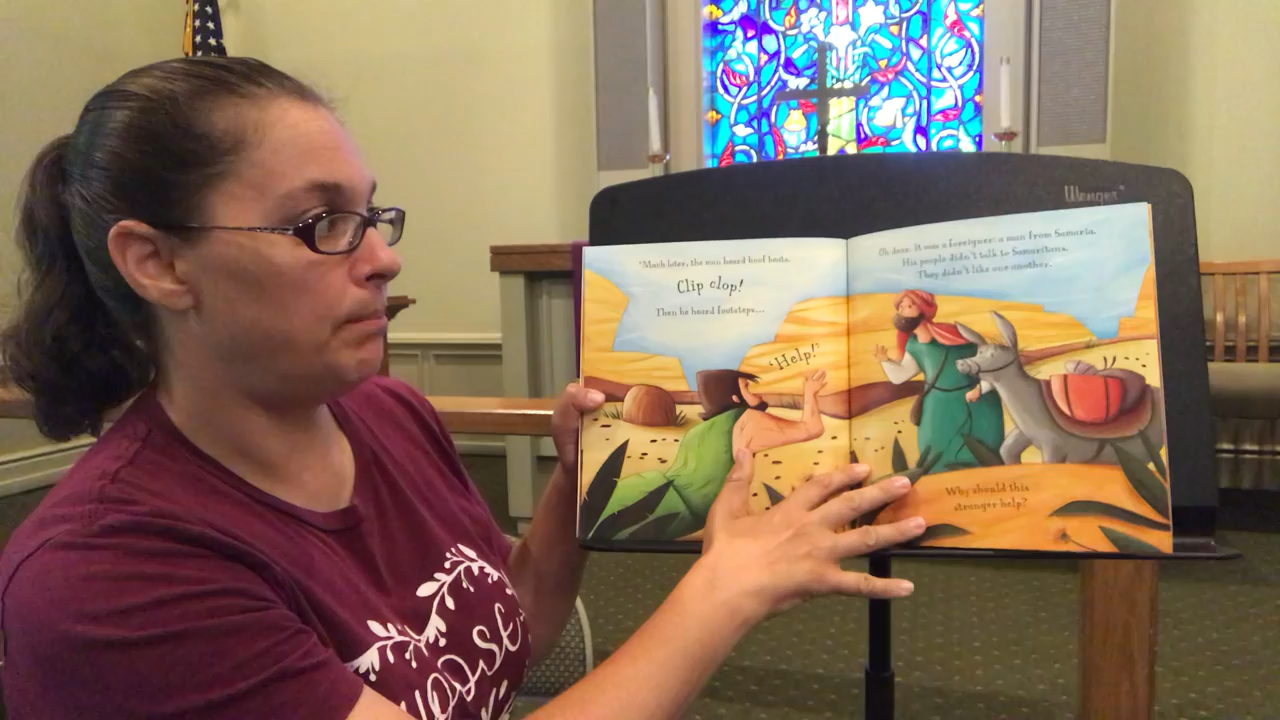 Wenger
"Much later, the man heard hoof beats.
Clip clop!
Then he heard footsteps...
"Help!"
Oh dear. It was a foreigner: a man from Samaria.
His people didn't talk to Samaritans.
They didn't like one another.
Why should this
stranger help?